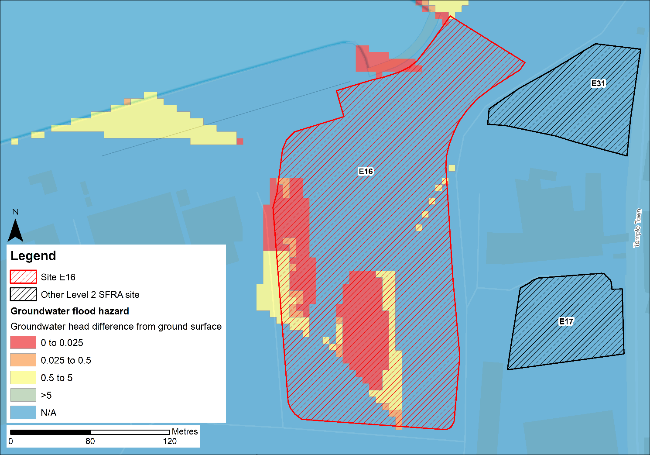 E31
E16
Temple Town
E17
N
Legend
Site E16
Other Level 2 SFRA site
Groundwater flood hazard
Groundwater head difference from ground surface
0 to 0.025
0.025 to 0.5
0.5 to 5
>5
N/A
Metres
0 60 120